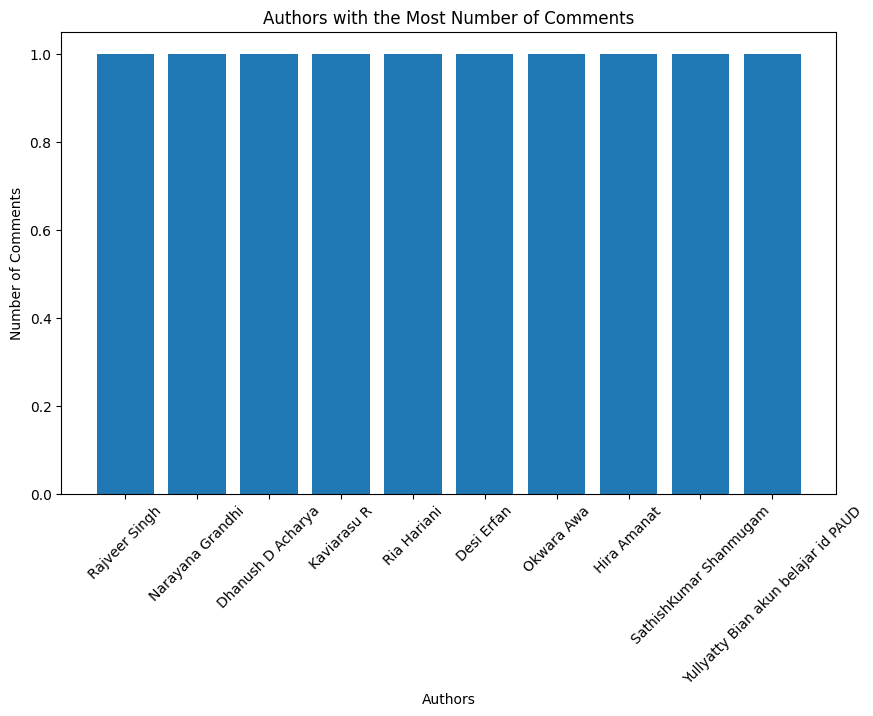 Authors with the Most Number of Comments
Number of Comments
1.0
0.8
0.6
0.4
0.2
0.0
Rajveer Singh
Narayana Grandhi
Dhanush D Acharya
Kaviarasu R
Ria Hariani
Desi Erfan
Okwara Awa
Hira Amanat
SathishKumar Shanmugam
Yullyatty Bian akun belajar id PAUD
Authors